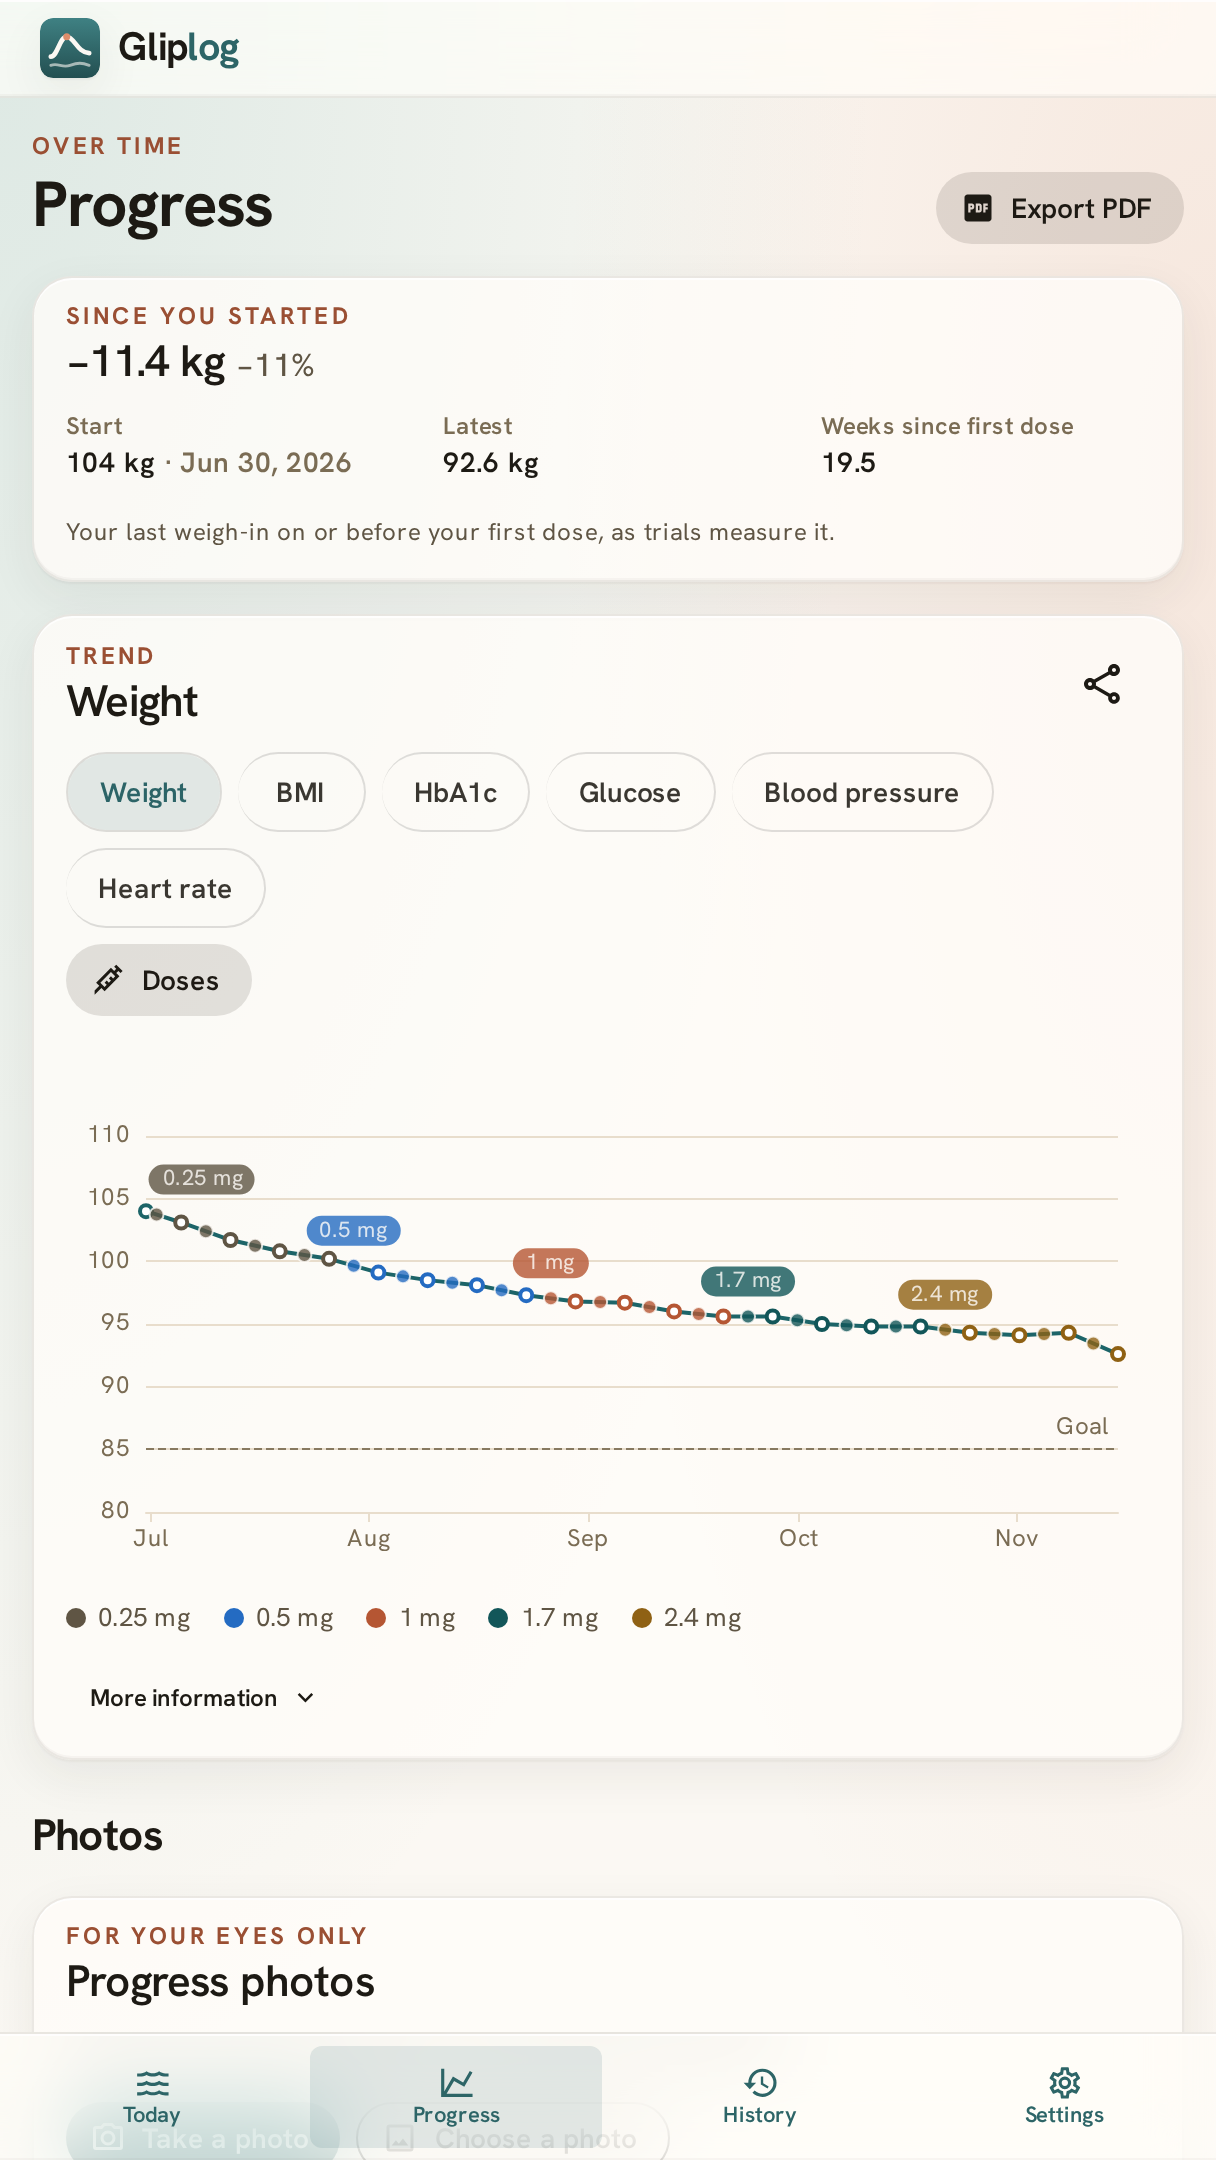 Gliplog
OVER TIME
Progress
Export PDF
SINCE YOU STARTED
−11.4 kg −11%
Start
104 kg · Jun 30, 2026
Latest
92.6 kg
Weeks since first dose
19.5
Your last weigh-in on or before your first dose, as trials measure it.
TREND
Weight
Weight BMI HbA1c Glucose Blood pressure
Heart rate
Doses
110
0.25 mg
105
0.5 mg
100
1 mg
1.7 mg
2.4 mg
95
90
Goal
85
80
Jul Aug Sep Oct Nov
0.25 mg 0.5 mg 1 mg 1.7 mg 2.4 mg
More information
Photos
FOR YOUR EYES ONLY
Progress photos
Today Progress History Settings
Take a photo Choose a photo